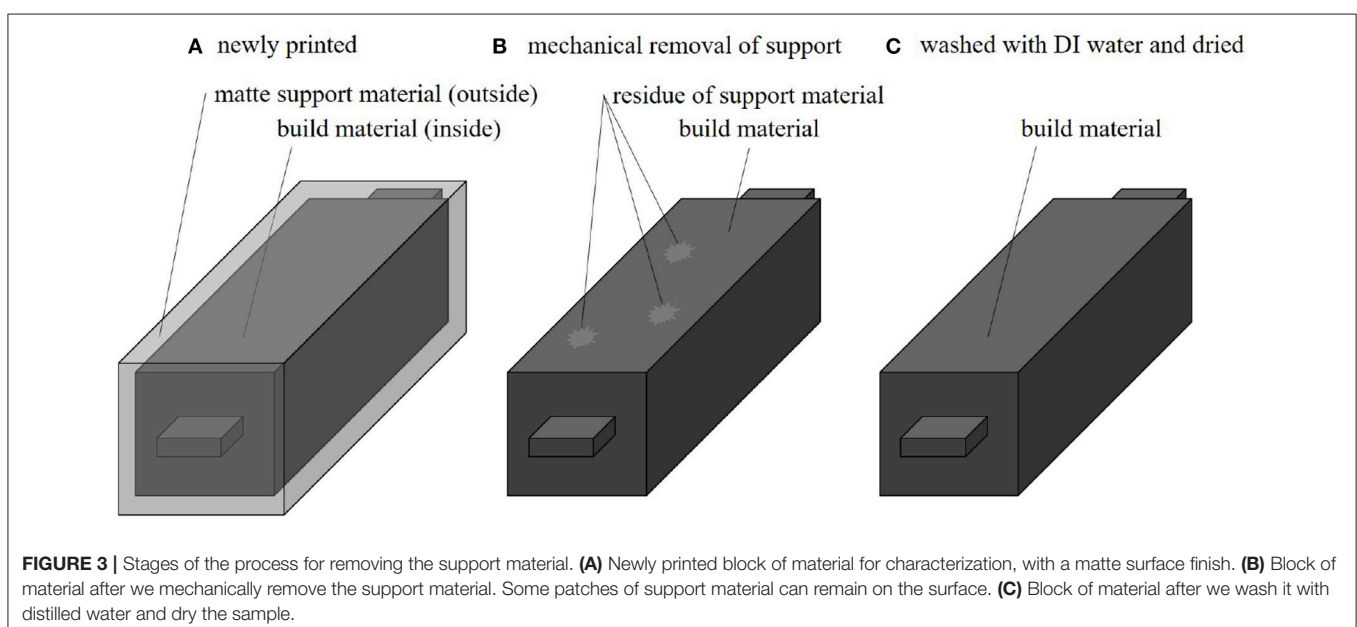 A newly printed
B mechanical removal of support
C washed with DI water and dried
matte support material (outside)
build material (inside)
residue of support material
build material
build material
FIGURE 3 | Stages of the process for removing the support material. (A) Newly printed block of material for characterization, with a matte surface finish. (B) Block of
material after we mechanically remove the support material. Some patches of support material can remain on the surface. (C) Block of material after we wash it with
distilled water and dry the sample.